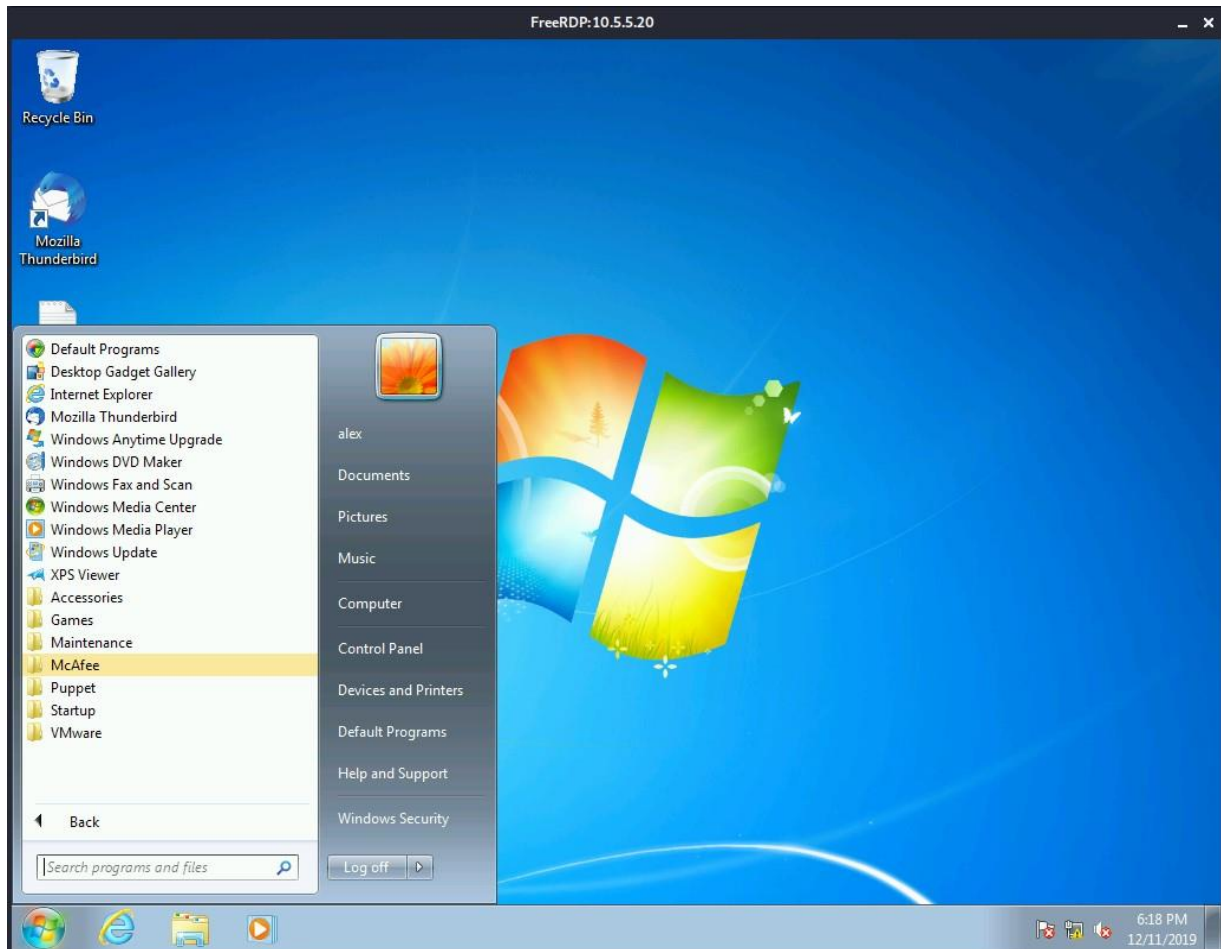 FreeRDP:10.5.5.20
Recycle Bin
Mozilla
Thunderbird
Default Programs
Desktop Gadget Gallery
Internet Explorer
Mozilla Thunderbird
Windows Anytime Upgrade
Windows DVD Maker
Windows Fax and Scan
Windows Media Center
Windows Media Player
Windows Update
XPS Viewer
Accessories
Games
Maintenance
McAfee
Puppet
Startup
VMware
Back
Search programs and files
alex
Documents
Pictures
Music
Computer
Control Panel
Devices and Printers
Default Programs
Help and Support
Windows Security
Log off
6:18 PM
12/11/2019